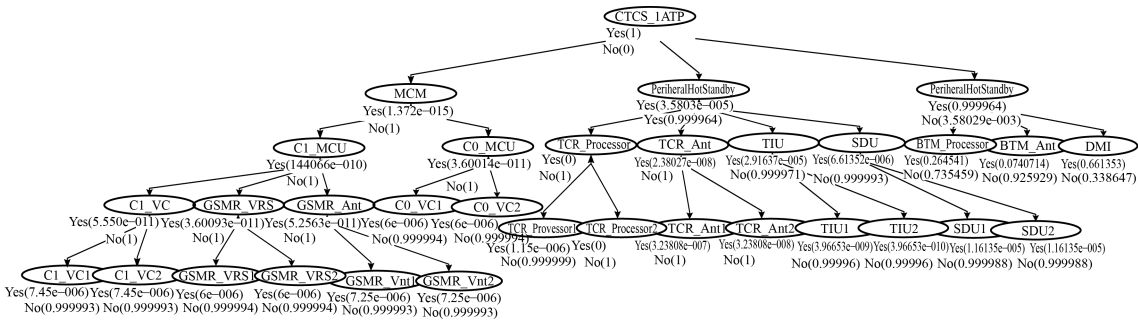 CTCS_1ATP
Yes(1)
No(0)
MCM
Yes(1.372e-015)
No(1)
PeriheralHotStandby
Yes(3.5803e-005)
Yes(0.999964)
PeriheralHotStandby
Yes(0.999964)
No(3.58029e-003)
C1_MCU
Yes(144066e-010)
No(1)
C0_MCU
Yes(3.60014e-011)
No(1)
TCR_Processor
Yes(0)
No(1)
TCR_Ant
Yes(2.38027e-008)
No(1)
TIU
Yes(2.91637e-005)
No(0.999971)
SDU
Yes(6.61352e-006)
No(0.999993)
BTM_Processor
Yes(0.264541)
No(0.735459)
BTM_Ant
Yes(0.0740714)
No(0.925929)
DMI
Yes(0.661353)
No(0.338647)
C1_VC
Yes(5.550e-011)
No(1)
GSMR_VRS
Yes(3.60093e-011)
No(1)
GSMR_Ant
Yes(5.2563e-011)
No(1)
C0_VC1
Yes(6e-006)
No(0.999994)
C0_VC2
Yes(6e-006)
No(0.999994)
TCR_Provessor1
Yes(1.15e-006)
No(0.999999)
TCR_Processor2
Yes(0)
No(1)
TCR_Ant1
Yes(3.23808e-007)
No(1)
TCR_Ant2
Yes(3.23808e-008)
No(1)
TIU1
Yes(3.96653e-009)
No(0.99996)
TIU2
Yes(3.96653e-010)
No(0.99996)
SDU1
Yes(1.16135e-005)
No(0.999988)
SDU2
Yes(1.16135e-005)
No(0.999988)
C1_VC1
Yes(7.45e-006)
No(0.999993)
C1_VC2
Yes(7.45e-006)
No(0.999993)
GSMR_VRS1
Yes(6e-006)
No(0.999994)
GSMR_VRS2
Yes(6e-006)
No(0.999994)
GSMR_Vnt1
Yes(7.25e-006)
No(0.999993)
GSMR_Vnt2
Yes(7.25e-006)
No(0.999993)